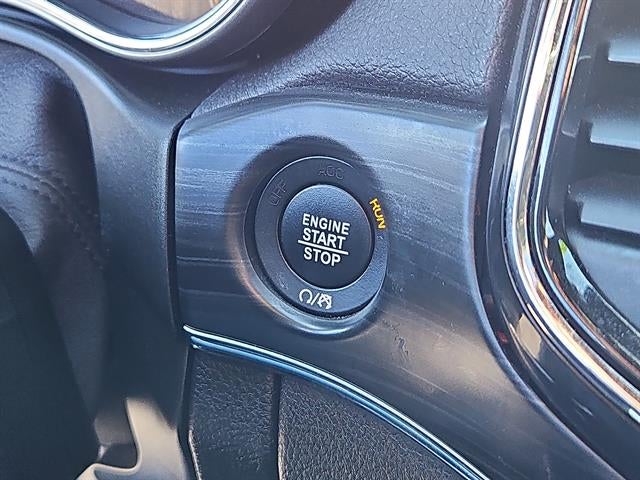 OFF
ACC
RUN
ENGINE
START
STOP